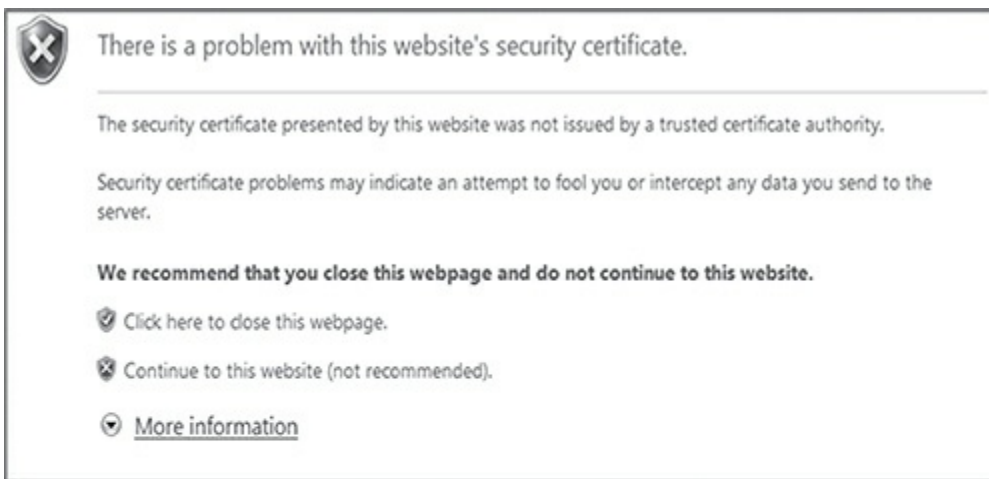 There is a problem with this website's security certificate.
The security certificate presented by this website was not issued by a trusted certificate authority.
Security certificate problems may indicate an attempt to fool you or intercept any data you send to the
server.
We recommend that you close this webpage and do not continue to this website.
Click here to close this webpage.
Continue to this website (not recommended).
More information